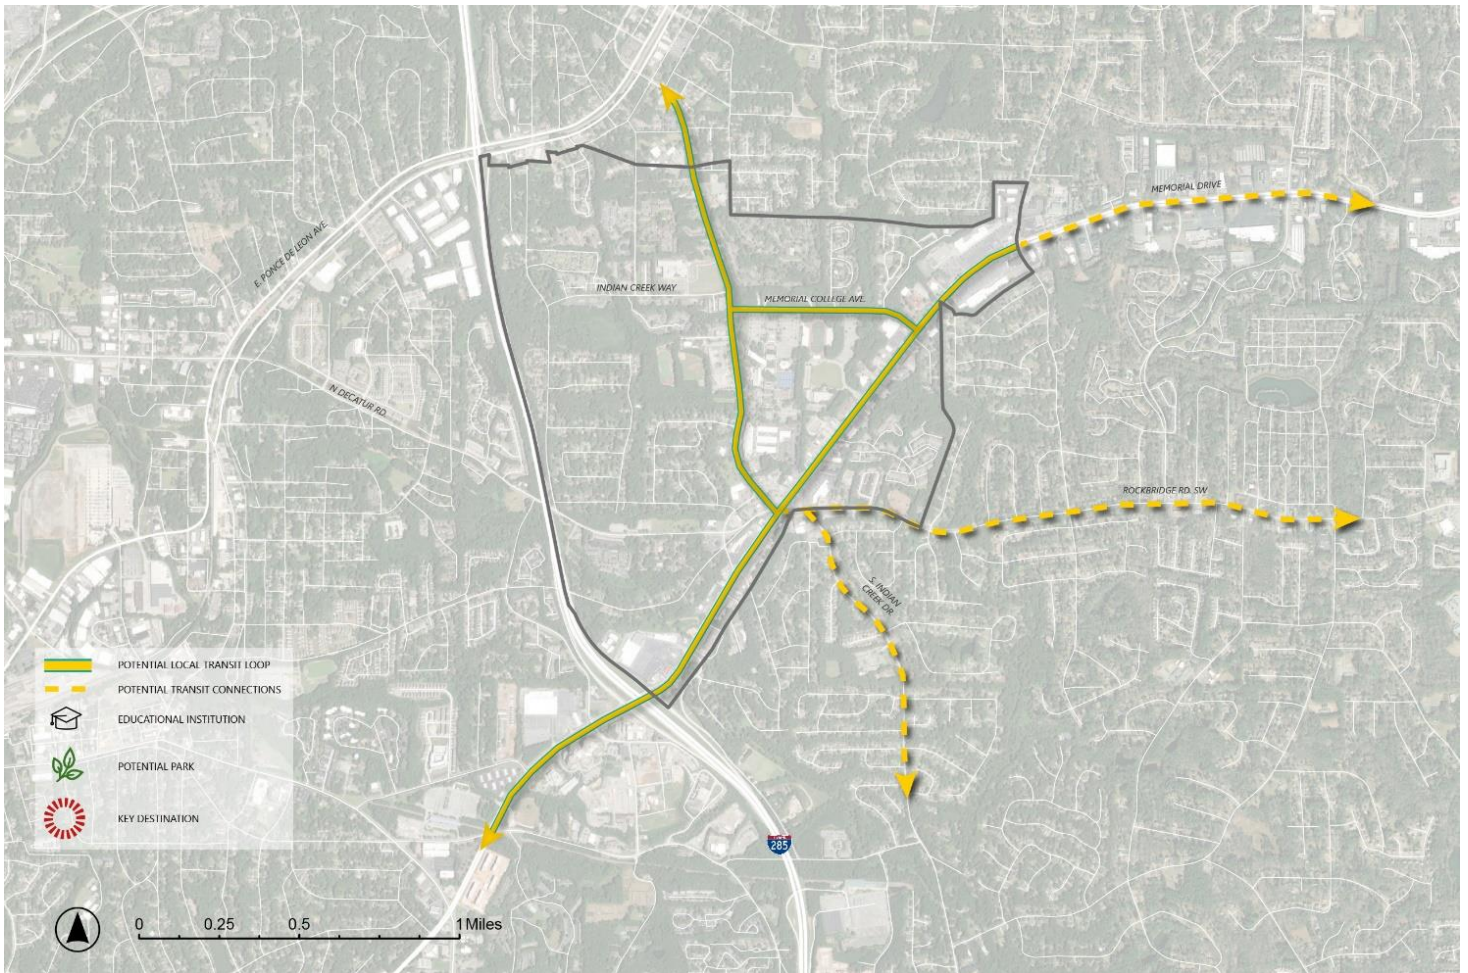 MEMORIAL DRIVE
E. PONCE DE LEON AVE.
INDIAN CREEK WAY
MEMORIAL COLLEGE AVE.
N DECATUR RD.
ROCKBRIDGE RD. SW
S. INDIAN
CREEK DR.
POTENTIAL LOCAL TRANSIT LOOP
POTENTIAL TRANSIT CONNECTIONS
EDUCATIONAL INSTITUTION
POTENTIAL PARK
KEY DESTINATION
285
0 0.25 0.5 1 Miles